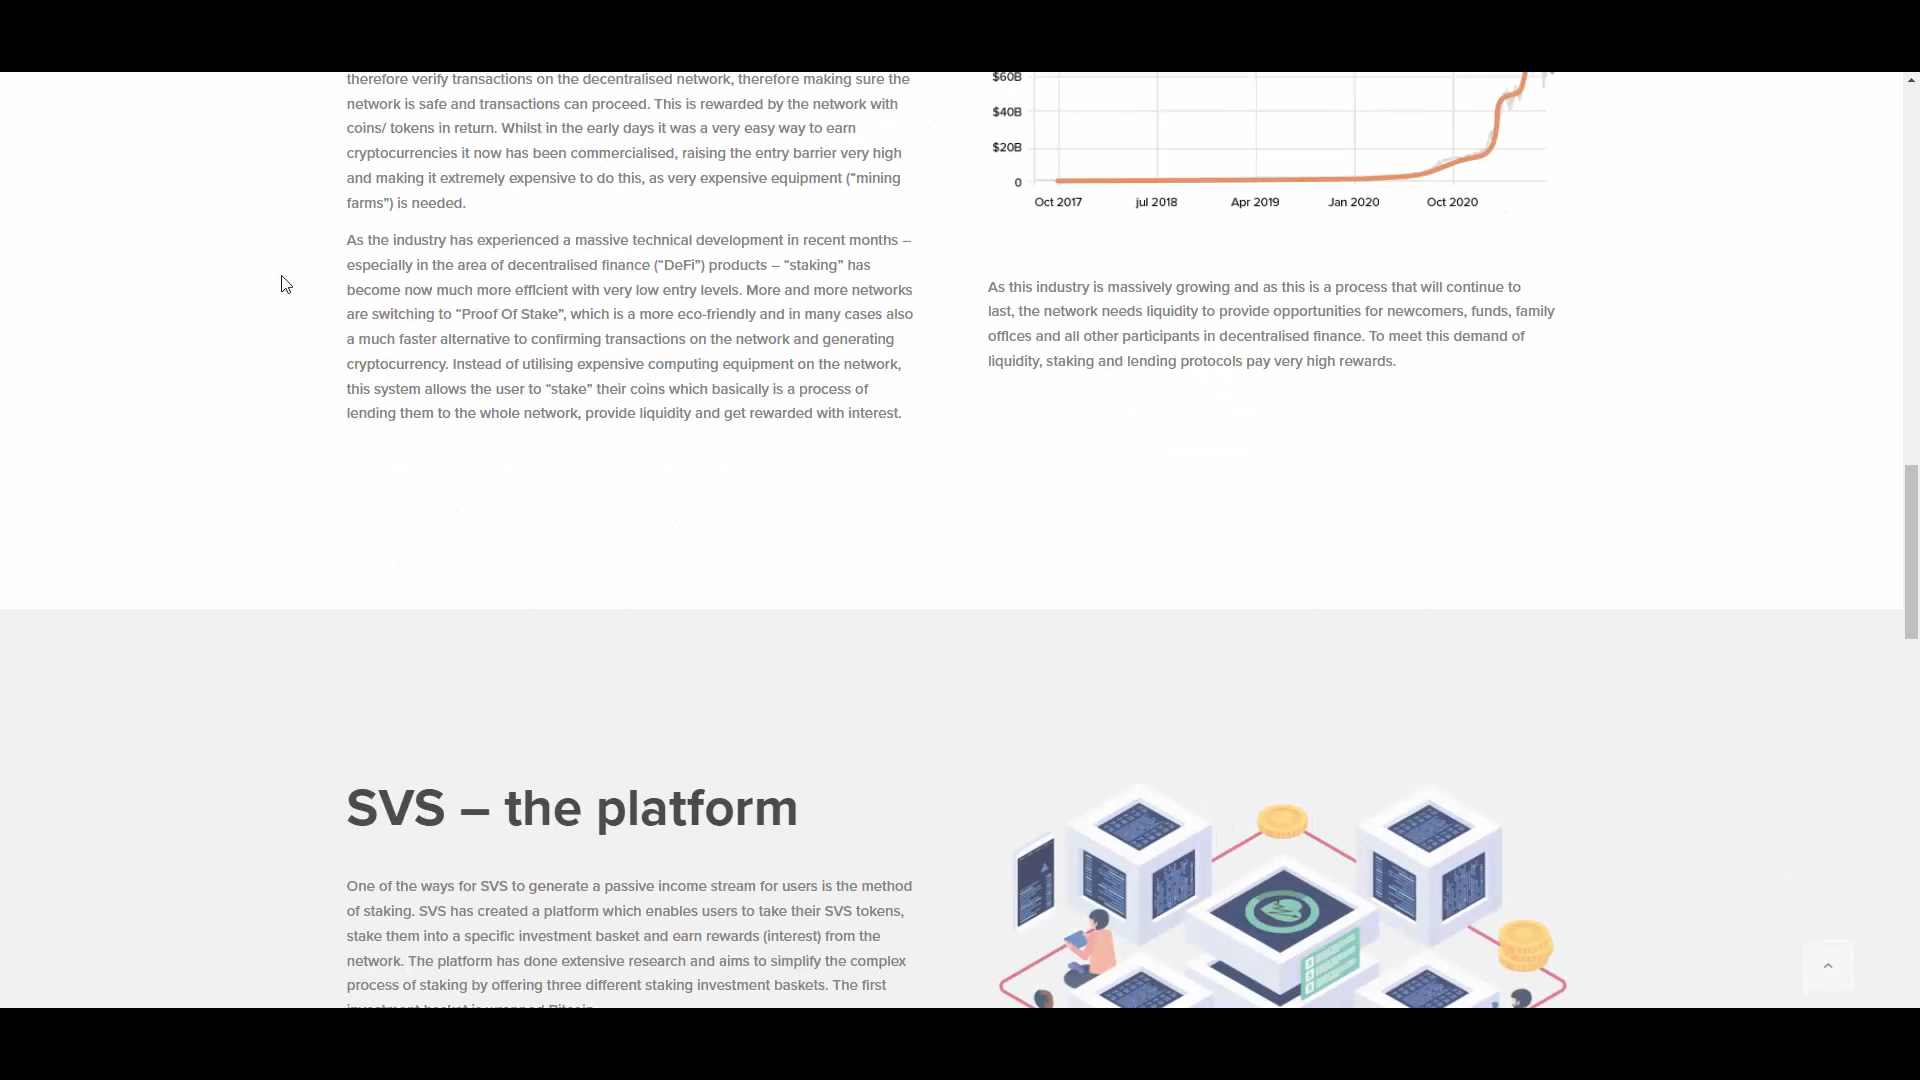 therefore verify transactions on the decentralised network, therefore making sure the
network is safe and transactions can proceed. This is rewarded by the network with
coins/ tokens in return. Whilst in the early days it was a very easy way to earn
cryptocurrencies it now has been commercialised, raising the entry barrier very high
and making it extremely expensive to do this, as very expensive equipment (“mining
farms”) is needed.
As the industry has experienced a massive technical development in recent months –
especially in the area of decentralised finance (“DeFi”) products – “staking” has
become now much more efficient with very low entry levels. More and more networks
are switching to “Proof Of Stake”, which is a more eco-friendly and in many cases also
a much faster alternative to confirming transactions on the network and generating
cryptocurrency. Instead of utilising expensive computing equipment on the network,
this system allows the user to “stake” their coins which basically is a process of
lending them to the whole network, provide liquidity and get rewarded with interest.
$60B
$40B
$20B
0
Oct 2017 jul 2018 Apr 2019 Jan 2020 Oct 2020
As this industry is massively growing and as this is a process that will continue to
last, the network needs liquidity to provide opportunities for newcomers, funds, family
offices and all other participants in decentralised finance. To meet this demand of
liquidity, staking and lending protocols pay very high rewards.
SVS – the platform
One of the ways for SVS to generate a passive income stream for users is the method
of staking. SVS has created a platform which enables users to take their SVS tokens,
stake them into a specific investment basket and earn rewards (interest) from the
network. The platform has done extensive research and aims to simplify the complex
process of staking by offering three different staking investment baskets. The first
investment basket is wrapped Bitcoin